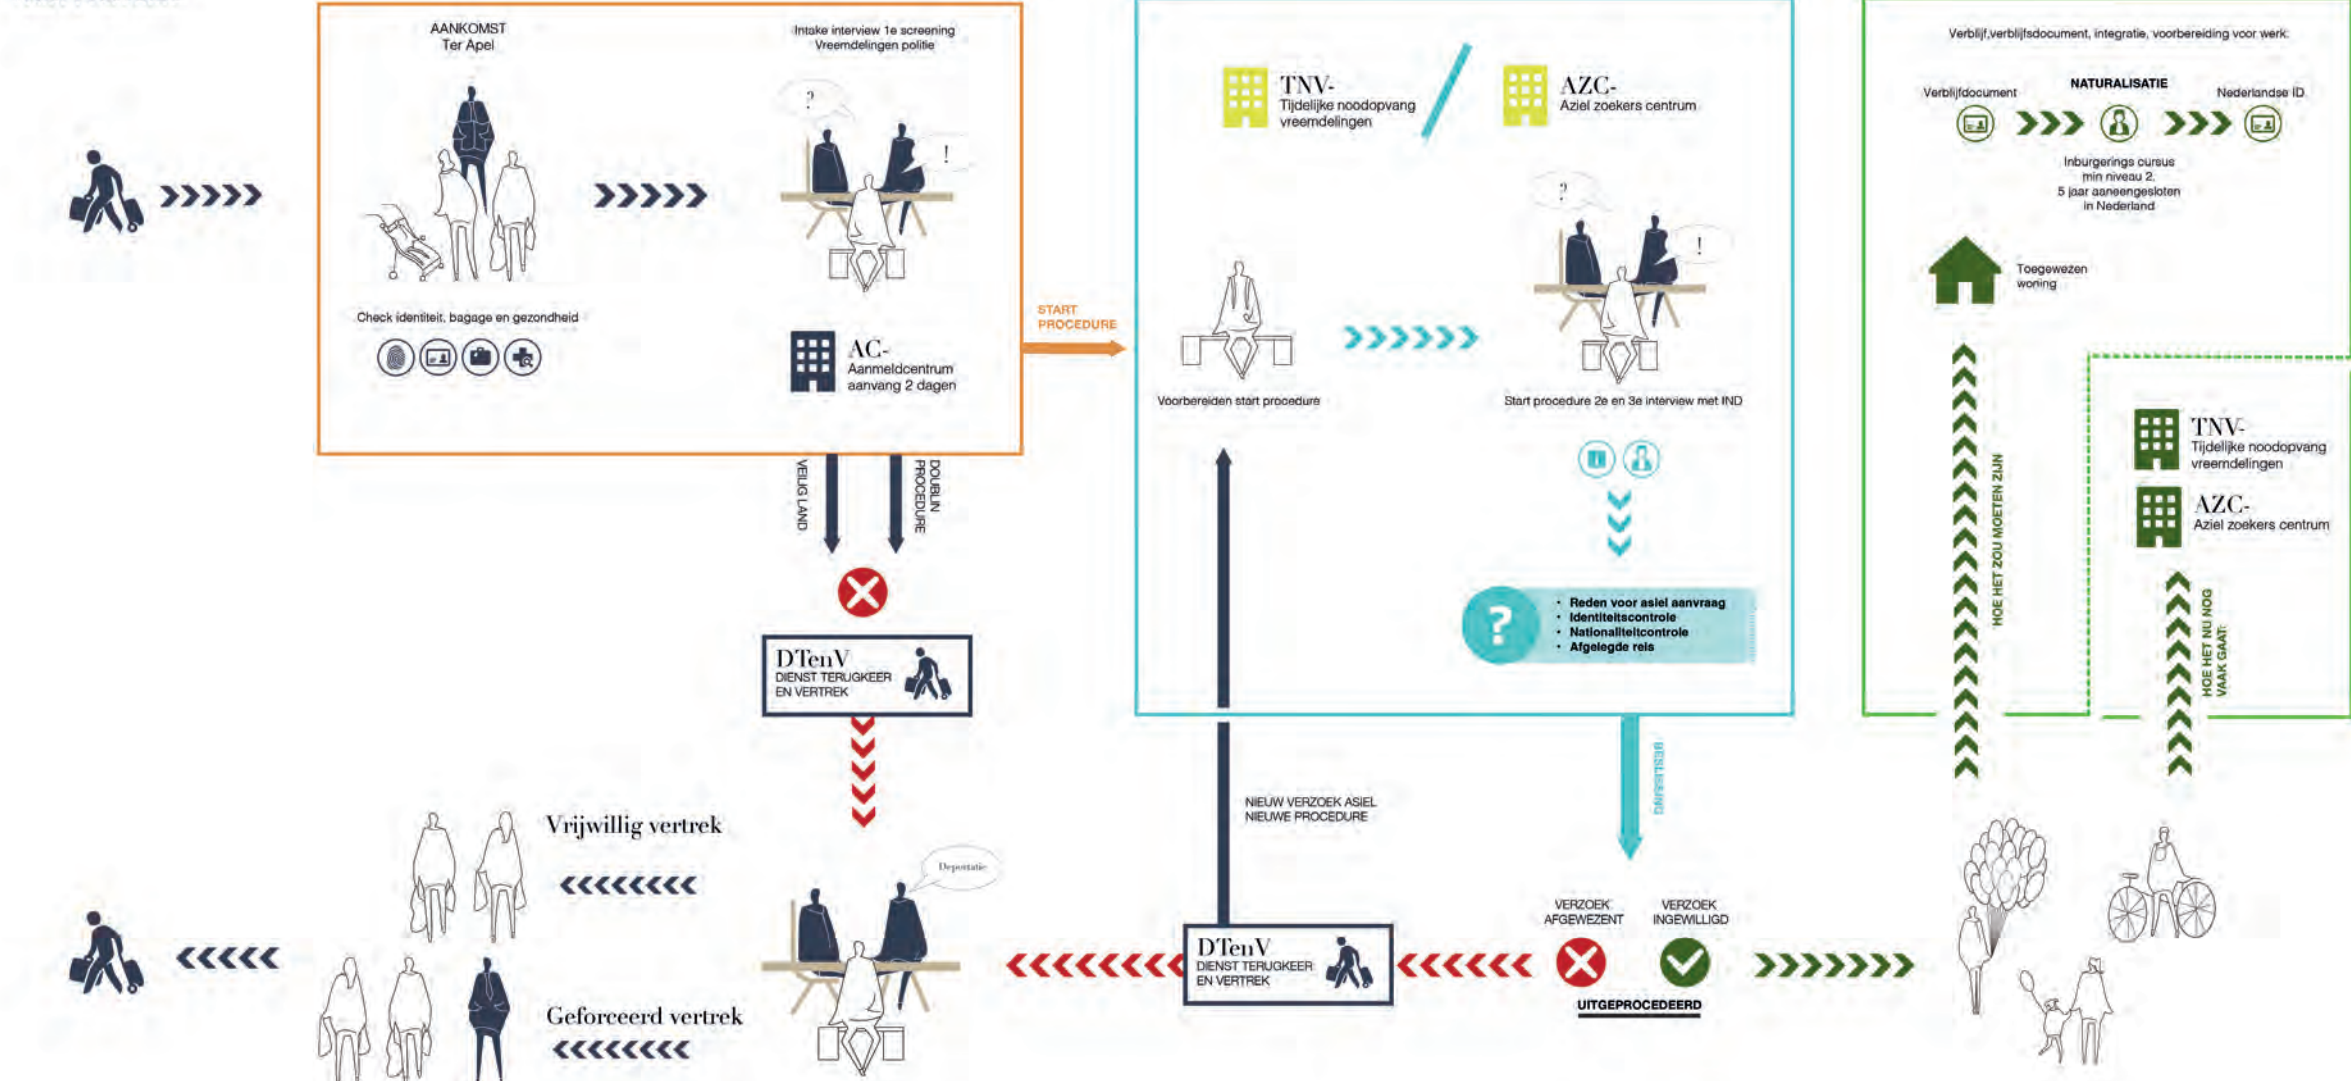 AANKOMST
Ter Apel
Intake interview 1e screening
Vreemdelingen politie
?
!
Check identiteit, bagage en gezondheid
AC-
Aanmeldcentrum
aanvang 2 dagen
START
PROCEDURE
VEILIG LAND
DOUBLIN
PROCEDURE
DTenV
DIENST TERUGKEER
EN VERTREK
TNV-
Tijdelijke noodopvang
vreemdelingen
AZC-
Aziel zoekers centrum
?
!
Voorbereiden start procedure
Start procedure 2e en 3e interview met IND
?
• Reden voor asiel aanvraag
• Identiteitscontrole
• Nationaliteitcontrole
• Afgelegde reis
BESLISSING
NIEUW VERZOEK ASIEL
NIEUWE PROCEDURE
VERZOEK
AFGEWEZENT
VERZOEK
INGEWILLIGD
UITGEPROCEDEERD
DTenV
DIENST TERUGKEER
EN VERTREK
Deportatie
Vrijwillig vertrek
Geforceerd vertrek
Verblijf,verblijfsdocument, integratie, voorbereiding voor werk.
Verblijfdocument
NATURALISATIE
Nederlandse ID
Inburgerings cursus
min niveau 2,
5 jaar aaneengesloten
in Nederland
Toegewezen
woning
HOE HET ZOU MOETEN ZIJN
TNV-
Tijdelijke noodopvang
vreemdelingen
AZC-
Aziel zoekers centrum
HOE HET NU NOG
VAAK GAAT: